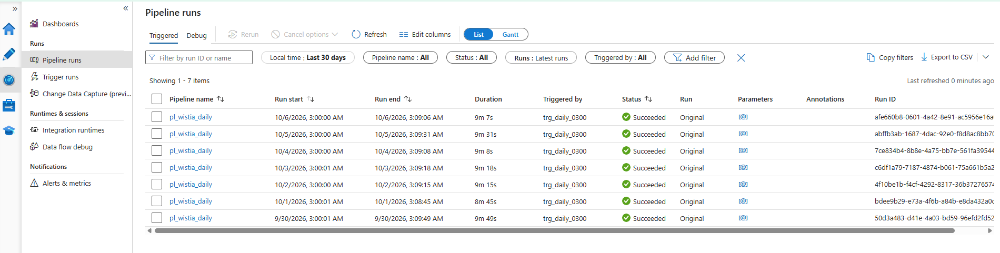 Pipeline runs
Dashboards
Runs
Pipeline runs
Trigger runs
Change Data Capture (previ...
Runtimes & sessions
Integration runtimes
Data flow debug
Notifications
Alerts & metrics
Triggered Debug Rerun Cancel options Refresh Edit columns List Gantt
Filter by run ID or name Local time : Last 30 days Pipeline name : All Status : All Runs : Latest runs Triggered by : All Add filter Copy filters Export to CSV
Showing 1 - 7 items Last refreshed 0 minutes ago
Pipeline name Run start Run end Duration Triggered by Status Run Parameters Annotations Run ID
pl_wistia_daily 10/6/2026, 3:00:00 AM 10/6/2026, 3:09:06 AM 9m 7s trg_daily_0300 Succeeded Original [@] afe660b8-0601-4a42-8e91-ac5956e16a
pl_wistia_daily 10/5/2026, 3:00:00 AM 10/5/2026, 3:09:31 AM 9m 31s trg_daily_0300 Succeeded Original [@] abffb3ab-1687-4dac-92e0-f8d8ac8bb70
pl_wistia_daily 10/4/2026, 3:00:00 AM 10/4/2026, 3:09:08 AM 9m 8s trg_daily_0300 Succeeded Original [@] 7ce834b4-8b8e-4a75-bb7e-561fa39544
pl_wistia_daily 10/3/2026, 3:00:01 AM 10/3/2026, 3:09:18 AM 9m 18s trg_daily_0300 Succeeded Original [@] c6df1a79-7187-4874-b061-75a661b5a2
pl_wistia_daily 10/2/2026, 3:00:00 AM 10/2/2026, 3:09:15 AM 9m 15s trg_daily_0300 Succeeded Original [@] 4f10be1b-f4cf-4292-8317-36b37276574
pl_wistia_daily 10/1/2026, 3:00:01 AM 10/1/2026, 3:08:45 AM 8m 45s trg_daily_0300 Succeeded Original [@] bdee9b29-e73a-4f6b-a84b-e8da432a0c
pl_wistia_daily 9/30/2026, 3:00:01 AM 9/30/2026, 3:09:49 AM 9m 49s trg_daily_0300 Succeeded Original [@] 50d3a483-d41e-4a03-bd59-96efd2fd52